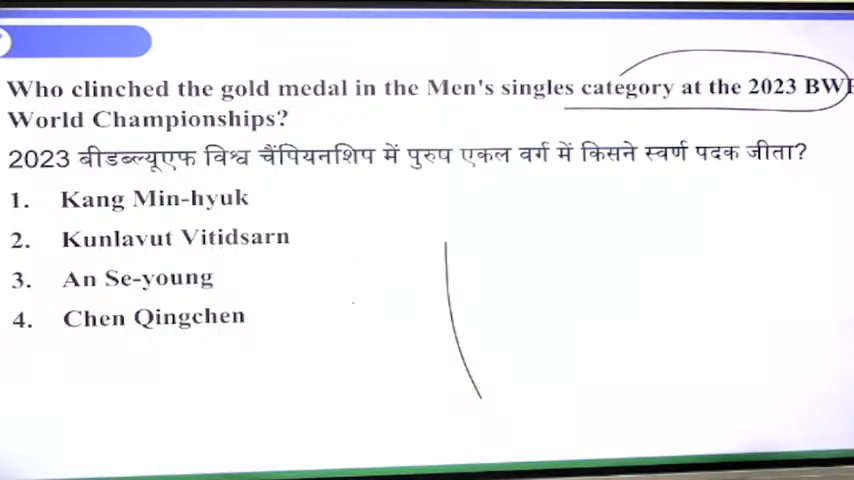 Who clinched the gold medal in the Men's singles category at the 2023 BWF
World Championships?
2023 बीडब्ल्यूएफ विश्व चैंपियनशिप में पुरुष एकल वर्ग में किसने स्वर्ण पदक जीता?
1. Kang Min-hyuk
2. Kunlavut Vitidsarn
3. An Se-young
4. Chen Qingchen